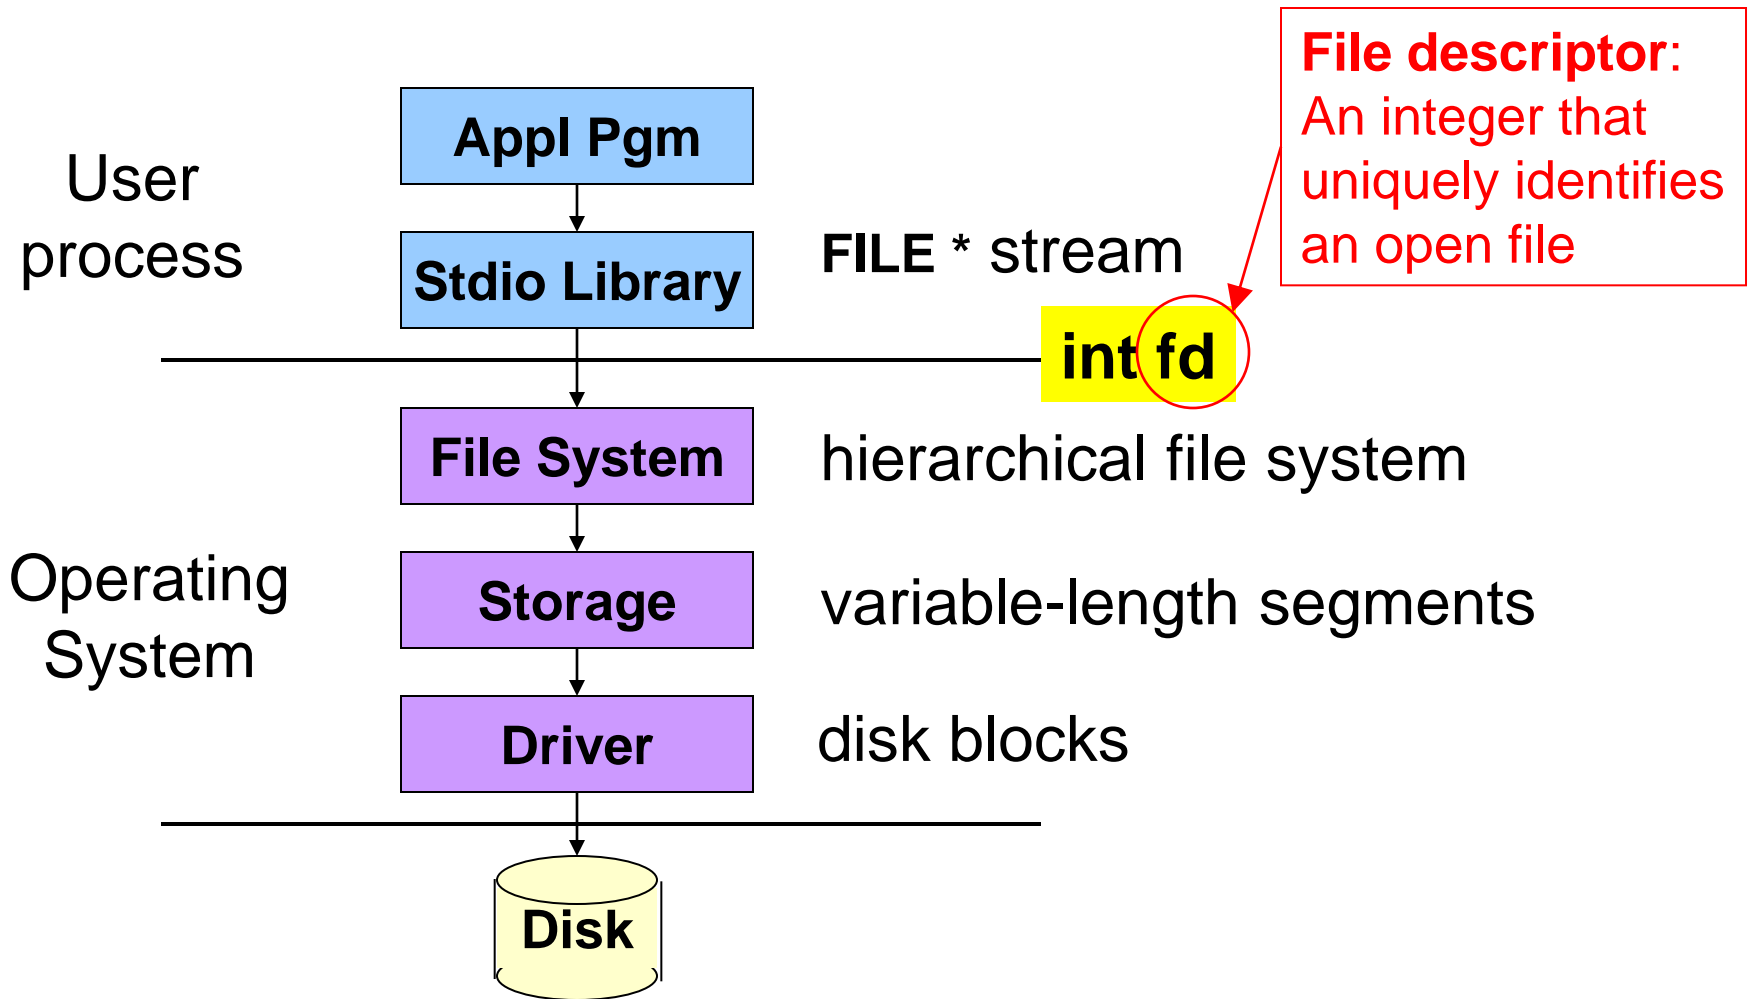 File descriptor:
An integer that
uniquely identifies
an open file
Appl Pgm
User
process
Stdio Library
FILE * stream
int fd
File System
hierarchical file system
Operating
System
Storage
variable-length segments
Driver
disk blocks
Disk